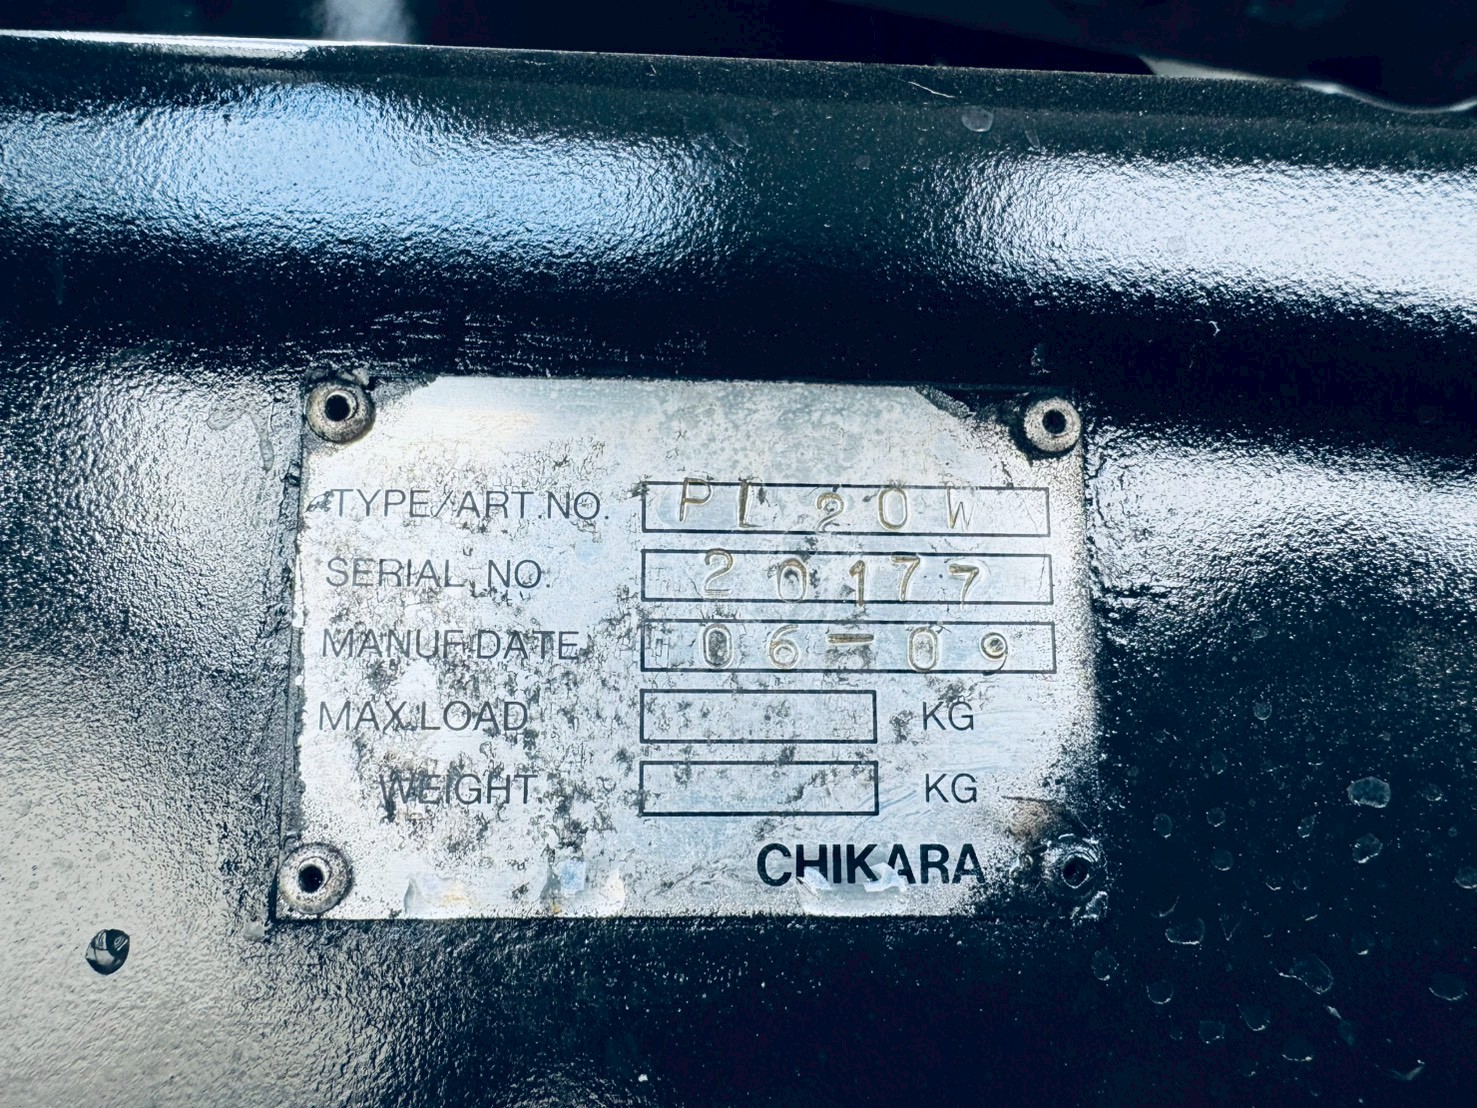 TYPE/ART.NO. PL20W
SERIAL NO. 20177
MANUF.DATE 06-09
MAX.LOAD KG
WEIGHT KG
CHIKARA